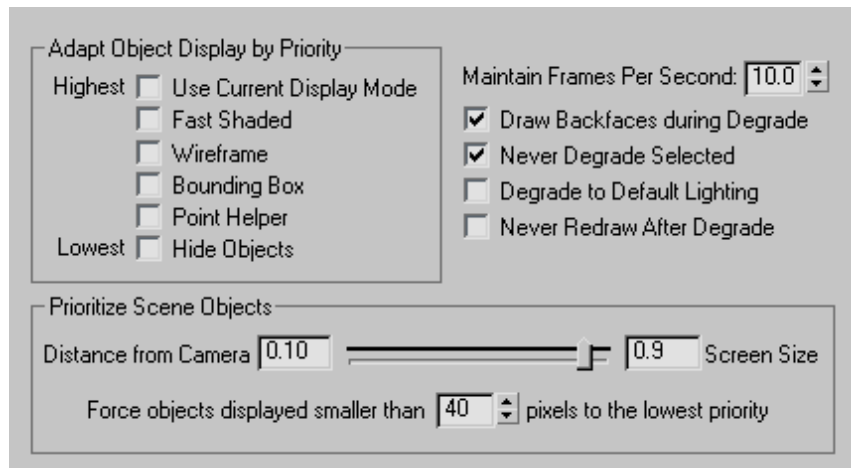 Adapt Object Display by Priority
Highest Use Current Display Mode
Fast Shaded
Wireframe
Bounding Box
Point Helper
Lowest Hide Objects
Maintain Frames Per Second: 10.0
Draw Backfaces during Degrade
Never Degrade Selected
Degrade to Default Lighting
Never Redraw After Degrade
Prioritize Scene Objects
Distance from Camera 0.10 0.9 Screen Size
Force objects displayed smaller than 40 pixels to the lowest priority